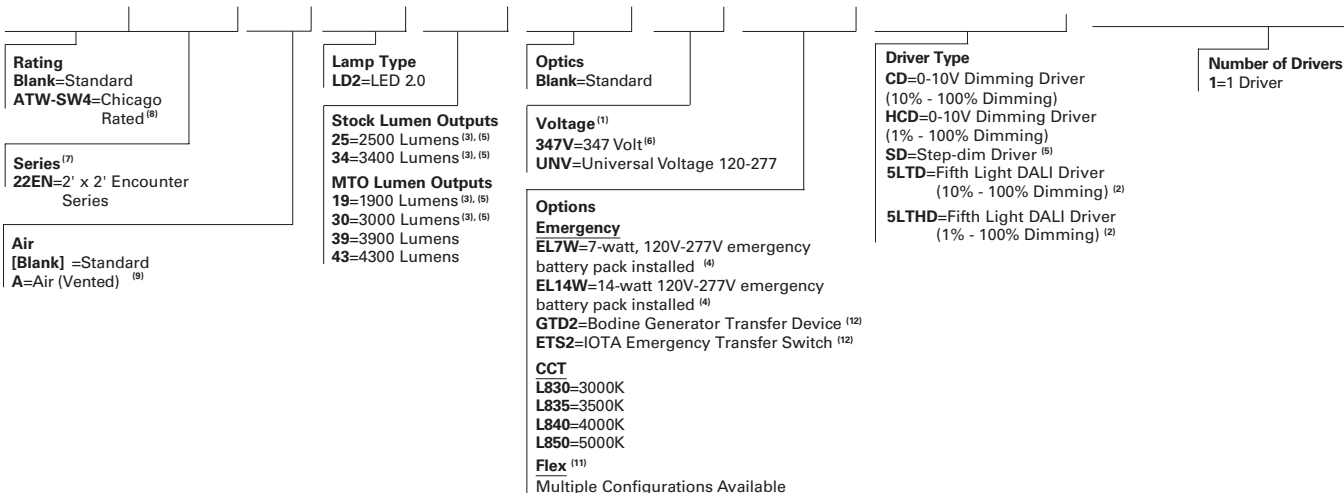 Rating
Blank=Standard
ATW-SW4=Chicago
Rated (8)
Series (7)
22EN=2' x 2' Encounter
Series
Air
[Blank] =Standard
A=Air (Vented) (9)
Lamp Type
LD2=LED 2.0
Stock Lumen Outputs
25=2500 Lumens (3), (5)
34=3400 Lumens (3), (5)
MTO Lumen Outputs
19=1900 Lumens (3), (5)
30=3000 Lumens (3), (5)
39=3900 Lumens
43=4300 Lumens
Optics
Blank=Standard
Voltage (1)
347V=347 Volt (6)
UNV=Universal Voltage 120-277
Options
Emergency
EL7W=7-watt, 120V-277V emergency
battery pack installed (4)
EL14W=14-watt 120V-277V emergency
battery pack installed (4)
GTD2=Bodine Generator Transfer Device (12)
ETS2=IOTA Emergency Transfer Switch (12)
CCT
L830=3000K
L835=3500K
L840=4000K
L850=5000K
Flex (11)
Multiple Configurations Available
Driver Type
CD=0-10V Dimming Driver
(10% - 100% Dimming)
HCD=0-10V Dimming Driver
(1% - 100% Dimming)
SD=Step-dim Driver (5)
5LTD=Fifth Light DALI Driver
(10% - 100% Dimming) (2)
5LTHD=Fifth Light DALI Driver
(1% - 100% Dimming) (2)
Number of Drivers
1=1 Driver